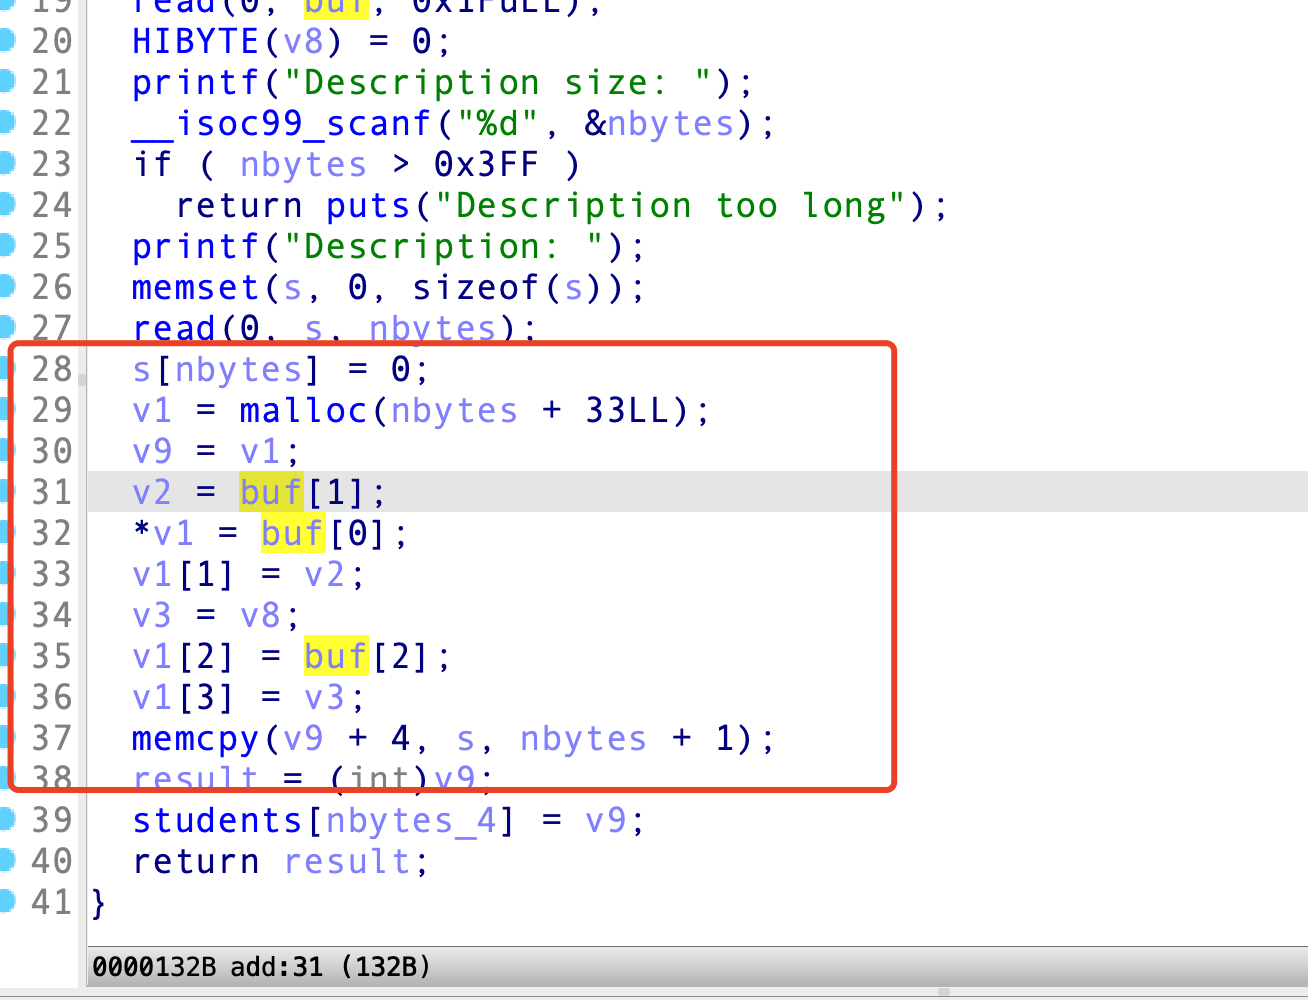 19 read(0, buf, 0x1FuLL);
20 HIBYTE(v8) = 0;
21 printf("Description size: ");
22 __isoc99_scanf("%d", &nbytes);
23 if ( nbytes > 0x3FF )
24 return puts("Description too long");
25 printf("Description: ");
26 memset(s, 0, sizeof(s));
27 read(0, s, nbytes);
28 s[nbytes] = 0;
29 v1 = malloc(nbytes + 33LL);
30 v9 = v1;
31 v2 = buf[1];
32 *v1 = buf[0];
33 v1[1] = v2;
34 v3 = v8;
35 v1[2] = buf[2];
36 v1[3] = v3;
37 memcpy(v9 + 4, s, nbytes + 1);
38 result = (int)v9;
39 students[nbytes_4] = v9;
40 return result;
41 }
0000132B add:31 (132B)